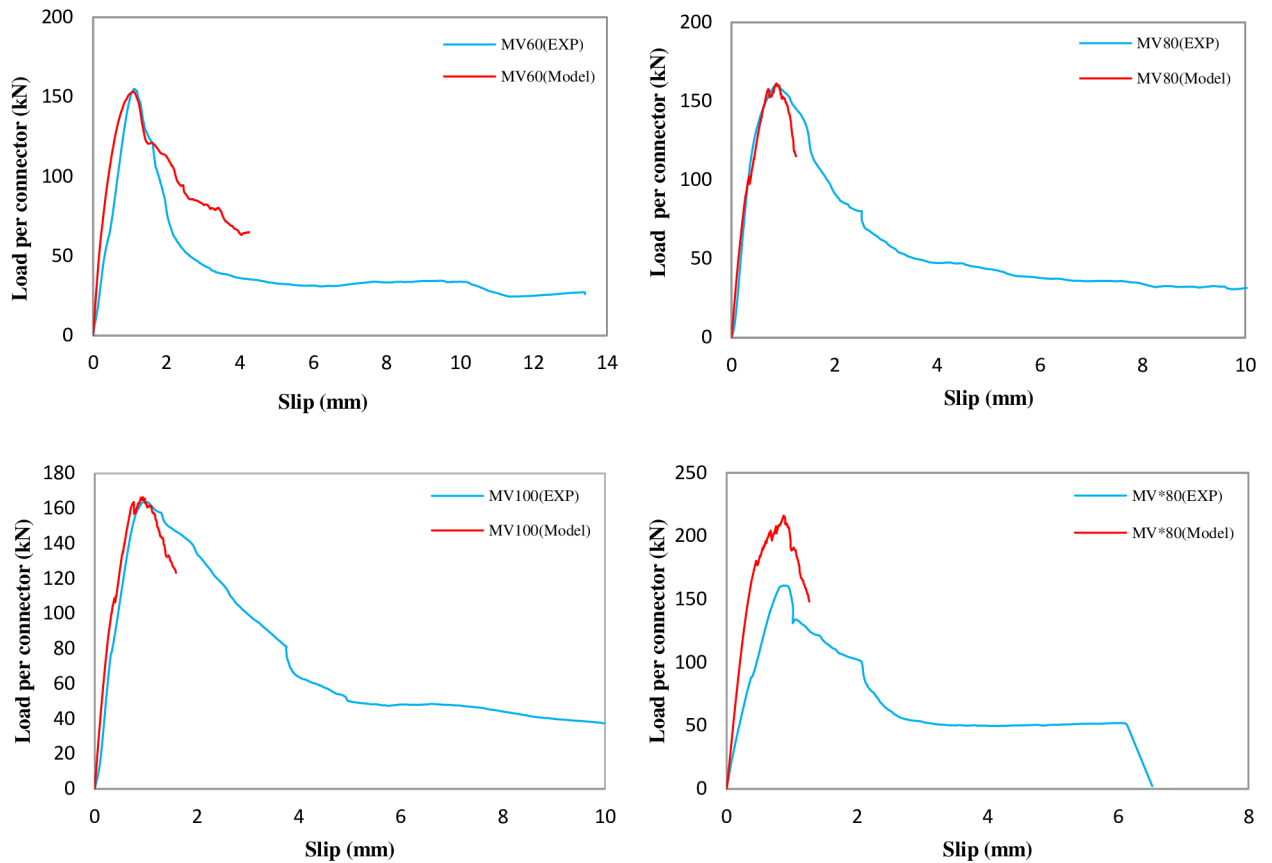 200
150
100
50
0
Load per connector (kN)
MV60(EXP)
MV60(Model)
0 2 4 6 8 10 12 14
Slip (mm)
200
150
100
50
0
Load per connector (kN)
MV80(EXP)
MV80(Model)
0 2 4 6 8 10
Slip (mm)
180
160
140
120
100
80
60
40
20
0
Load per connector (kN)
MV100(EXP)
MV100(Model)
0 2 4 6 8 10
Slip (mm)
250
200
150
100
50
0
Load per connector (kN)
MV*80(EXP)
MV*80(Model)
0 2 4 6 8
Slip (mm)